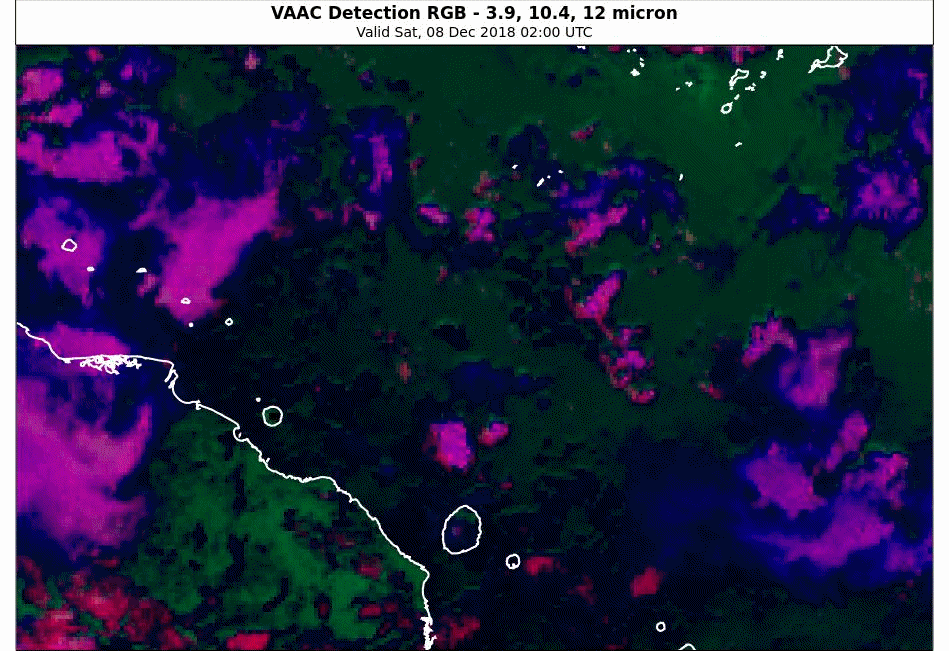 VAAC Detection RGB - 3.9, 10.4, 12 micron
Valid Sat, 08 Dec 2018 02:00 UTC